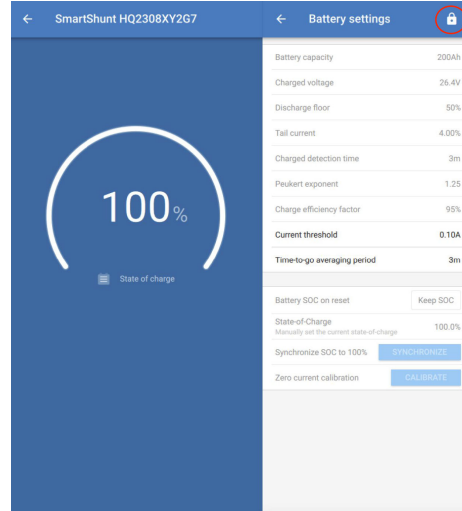 SmartShunt HQ2308XY2G7
100%
State of charge
Battery settings
Battery capacity 200Ah
Charged voltage 26.4V
Discharge floor 50%
Tail current 4.00%
Charged detection time 3m
Peukert exponent 1.25
Charge efficiency factor 95%
Current threshold 0.10A
Time-to-go averaging period 3m
Battery SOC on reset Keep SOC
State-of-Charge 100.0%
Manually set the current state-of-charge
Synchronize SOC to 100% SYNCHRONIZE
Zero current calibration CALIBRATE